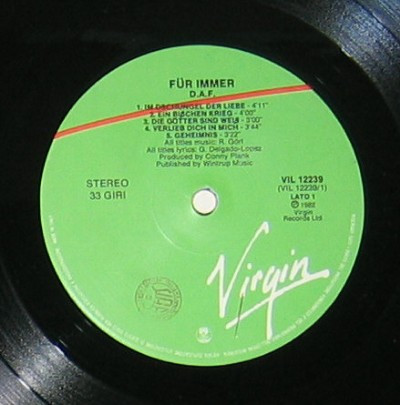 FÜR IMMER
D.A.F.
1. IM DSCHUNGEL DER LIEBE - 4'11"
2. EIN BISCHEN KRIEG - 4'00"
3. DIE GÖTTER SIND WEIß - 3'00"
4. VERLIEB DICH IN MICH - 3'44"
5. GEHEIMNIS - 3'22"
All titles music: R. Görl
All titles lyrics: G. Delgado-Lopez
Produced by Conny Plank
Published by Wintrup Music
STEREO
33 GIRI
VIL 12239
(VIL 12239/1)
LATO 1
Ⓟ 1982
Virgin
Records Ltd.
Virgin